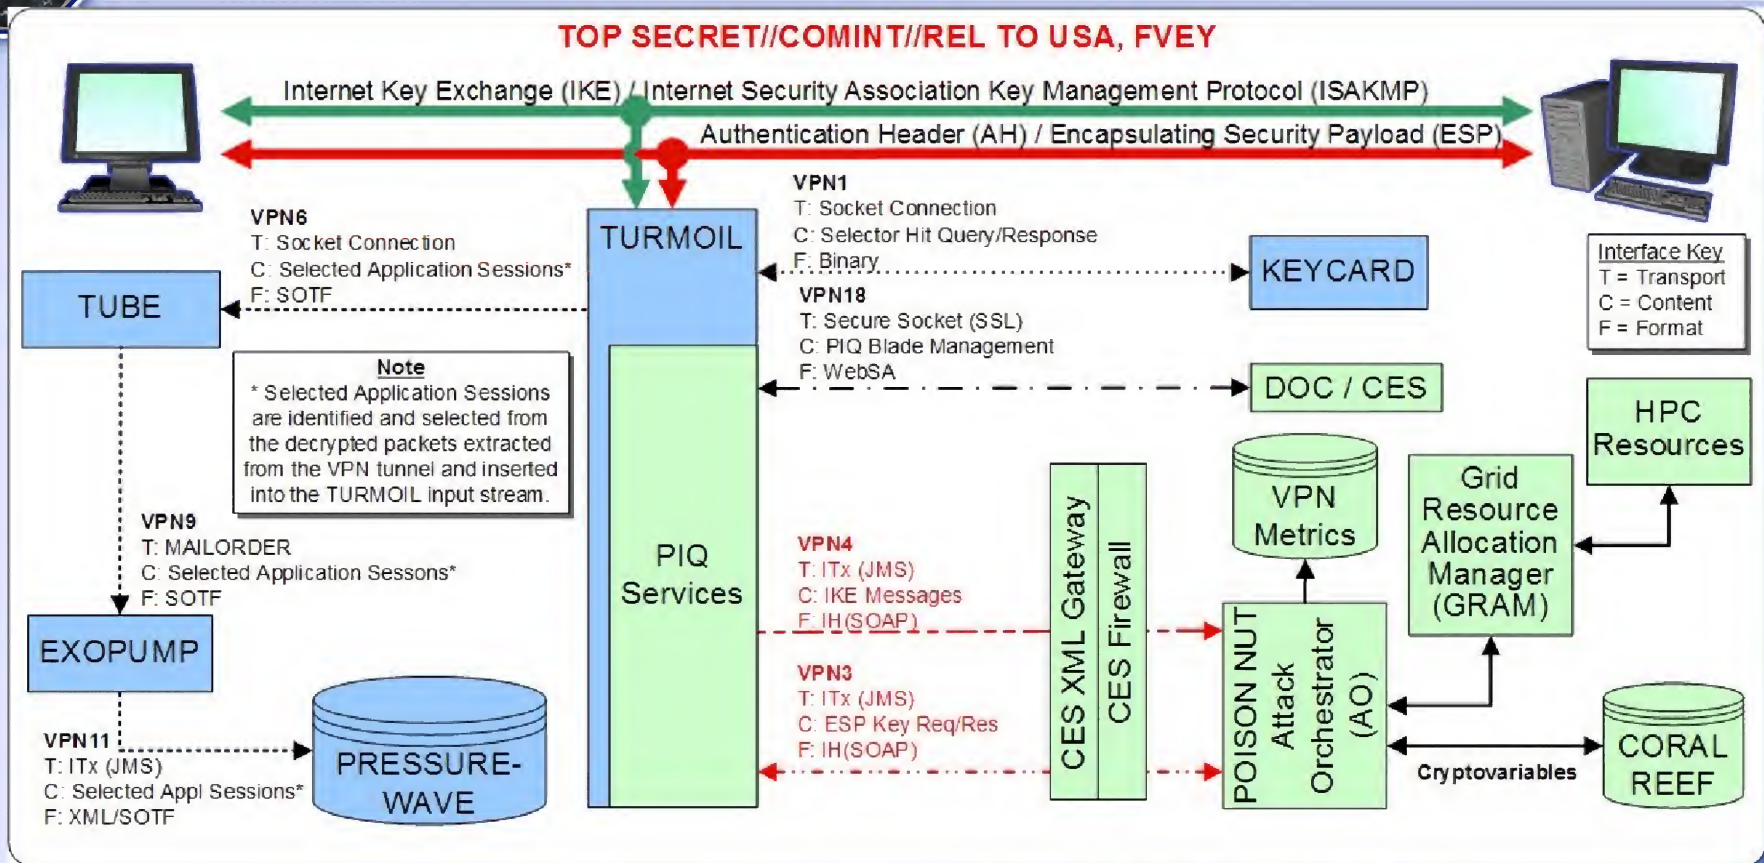 TOP SECRET//COMINT//REL TO USA, FVEY
Internet Key Exchange (IKE) / Internet Security Association Key Management Protocol (ISAKMP)
Authentication Header (AH) / Encapsulating Security Payload (ESP)
VPN6
T: Socket Connection
C: Selected Application Sessions*
F: SOTF
TUBE
TURMOIL
VPN1
T: Socket Connection
C: Selector Hit Query/Response
F: Binary
KEYCARD
Interface Key
T = Transport
C = Content
F = Format
VPN18
T: Secure Socket (SSL)
C: PIQ Blade Management
F: WebSA
DOC / CES
Note
* Selected Application Sessions
are identified and selected from
the decrypted packets extracted
from the VPN tunnel and inserted
into the TURMOIL input stream.
HPC
Resources
Grid
Resource
Allocation
Manager
(GRAM)
VPN
Metrics
VPN9
T: MAILORDER
C: Selected Application Sessons*
F: SOTF
PIQ
Services
VPN4
T: ITx (JMS)
C: IKE Messages
F: IH(SOAP)
CES XML Gateway
CES Firewall
POISON NUT
Attack
Orchestrator
(AO)
EXOPUMP
VPN3
T: ITx (JMS)
C: ESP Key Req/Res
F: IH(SOAP)
VPN11
T: ITx (JMS)
C: Selected Appl Sessions*
F: XML/SOTF
PRESSURE-
WAVE
Cryptovariables
CORAL
REEF